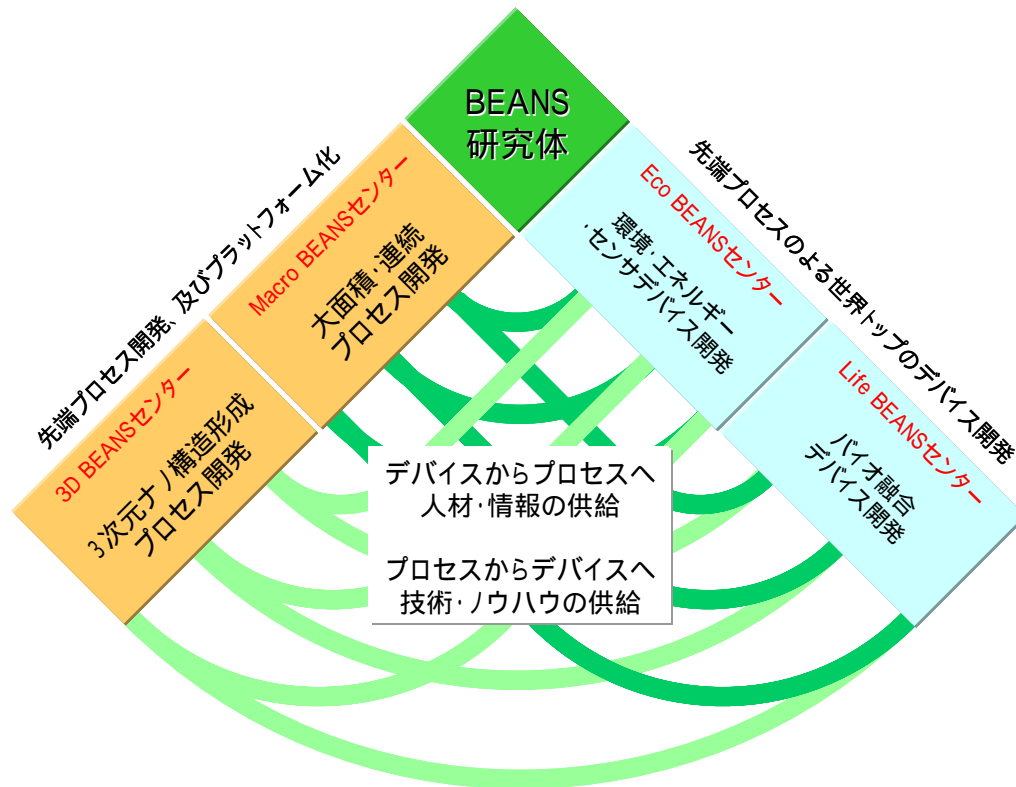 BEANS
研究体
先端プロセス開発、及びプラットフォーム化
Macro BEANSセンター
大面積・連続
プロセス開発
3D BEANSセンター
3次元ナノ構造形成
プロセス開発
先端プロセスのよる世界トップのデバイス開発
Eco BEANSセンター
環境・エネルギー
・センサデバイス開発
Life BEANSセンター
バイオ融合
デバイス開発
デバイスからプロセスへ
人材・情報の供給
プロセスからデバイスへ
技術・ノウハウの供給